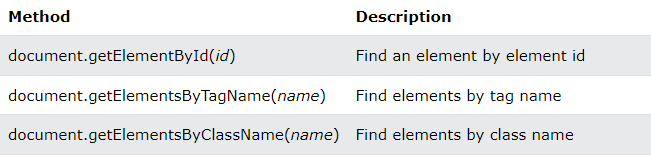 Method Description
document.getElementById(id) Find an element by element id
document.getElementsByTagName(name) Find elements by tag name
document.getElementsByClassName(name) Find elements by class name